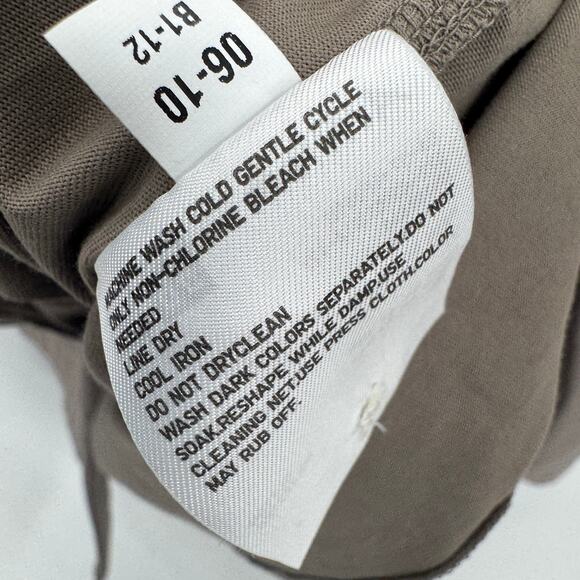 06-10
B1-12
MACHINE WASH COLD GENTLE CYCLE
ONLY NON-CHLORINE BLEACH WHEN
NEEDED
LINE DRY
COOL IRON
DO NOT DRYCLEAN
WASH DARK COLORS SEPARATELY.DO NOT
SOAK.RESHAPE WHILE DAMP.USE
CLEANING NET.USE PRESS CLOTH.COLOR
MAY RUB OFF.